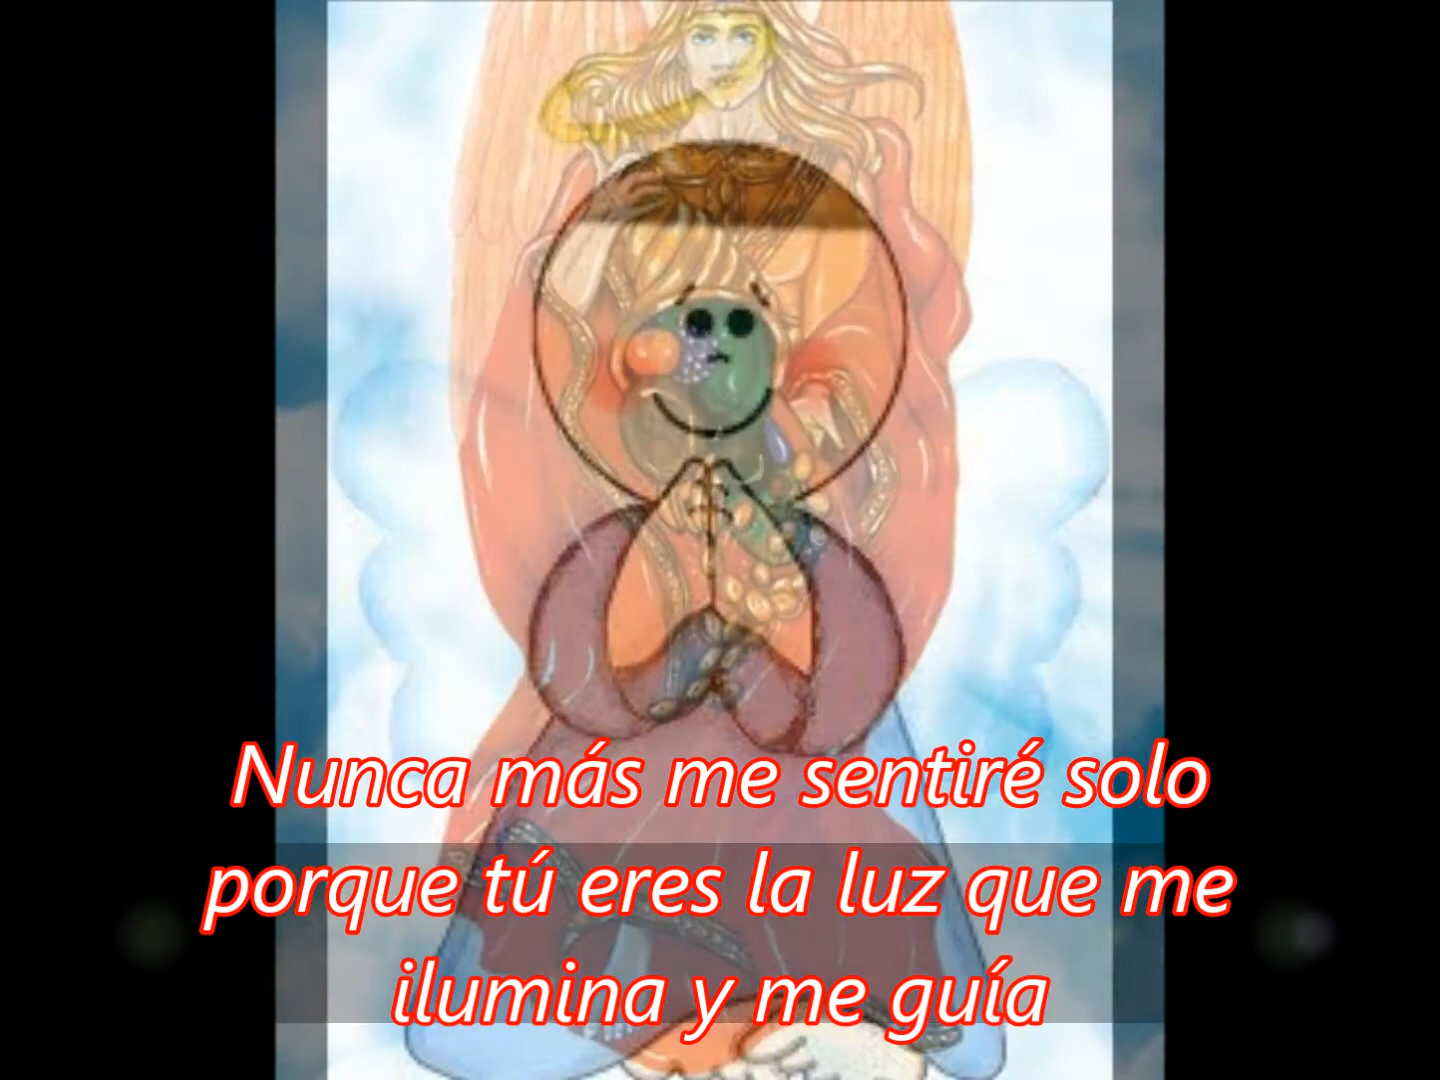 Nunca más me sentiré solo
porque tú eres la luz que me
ilumina y me guía